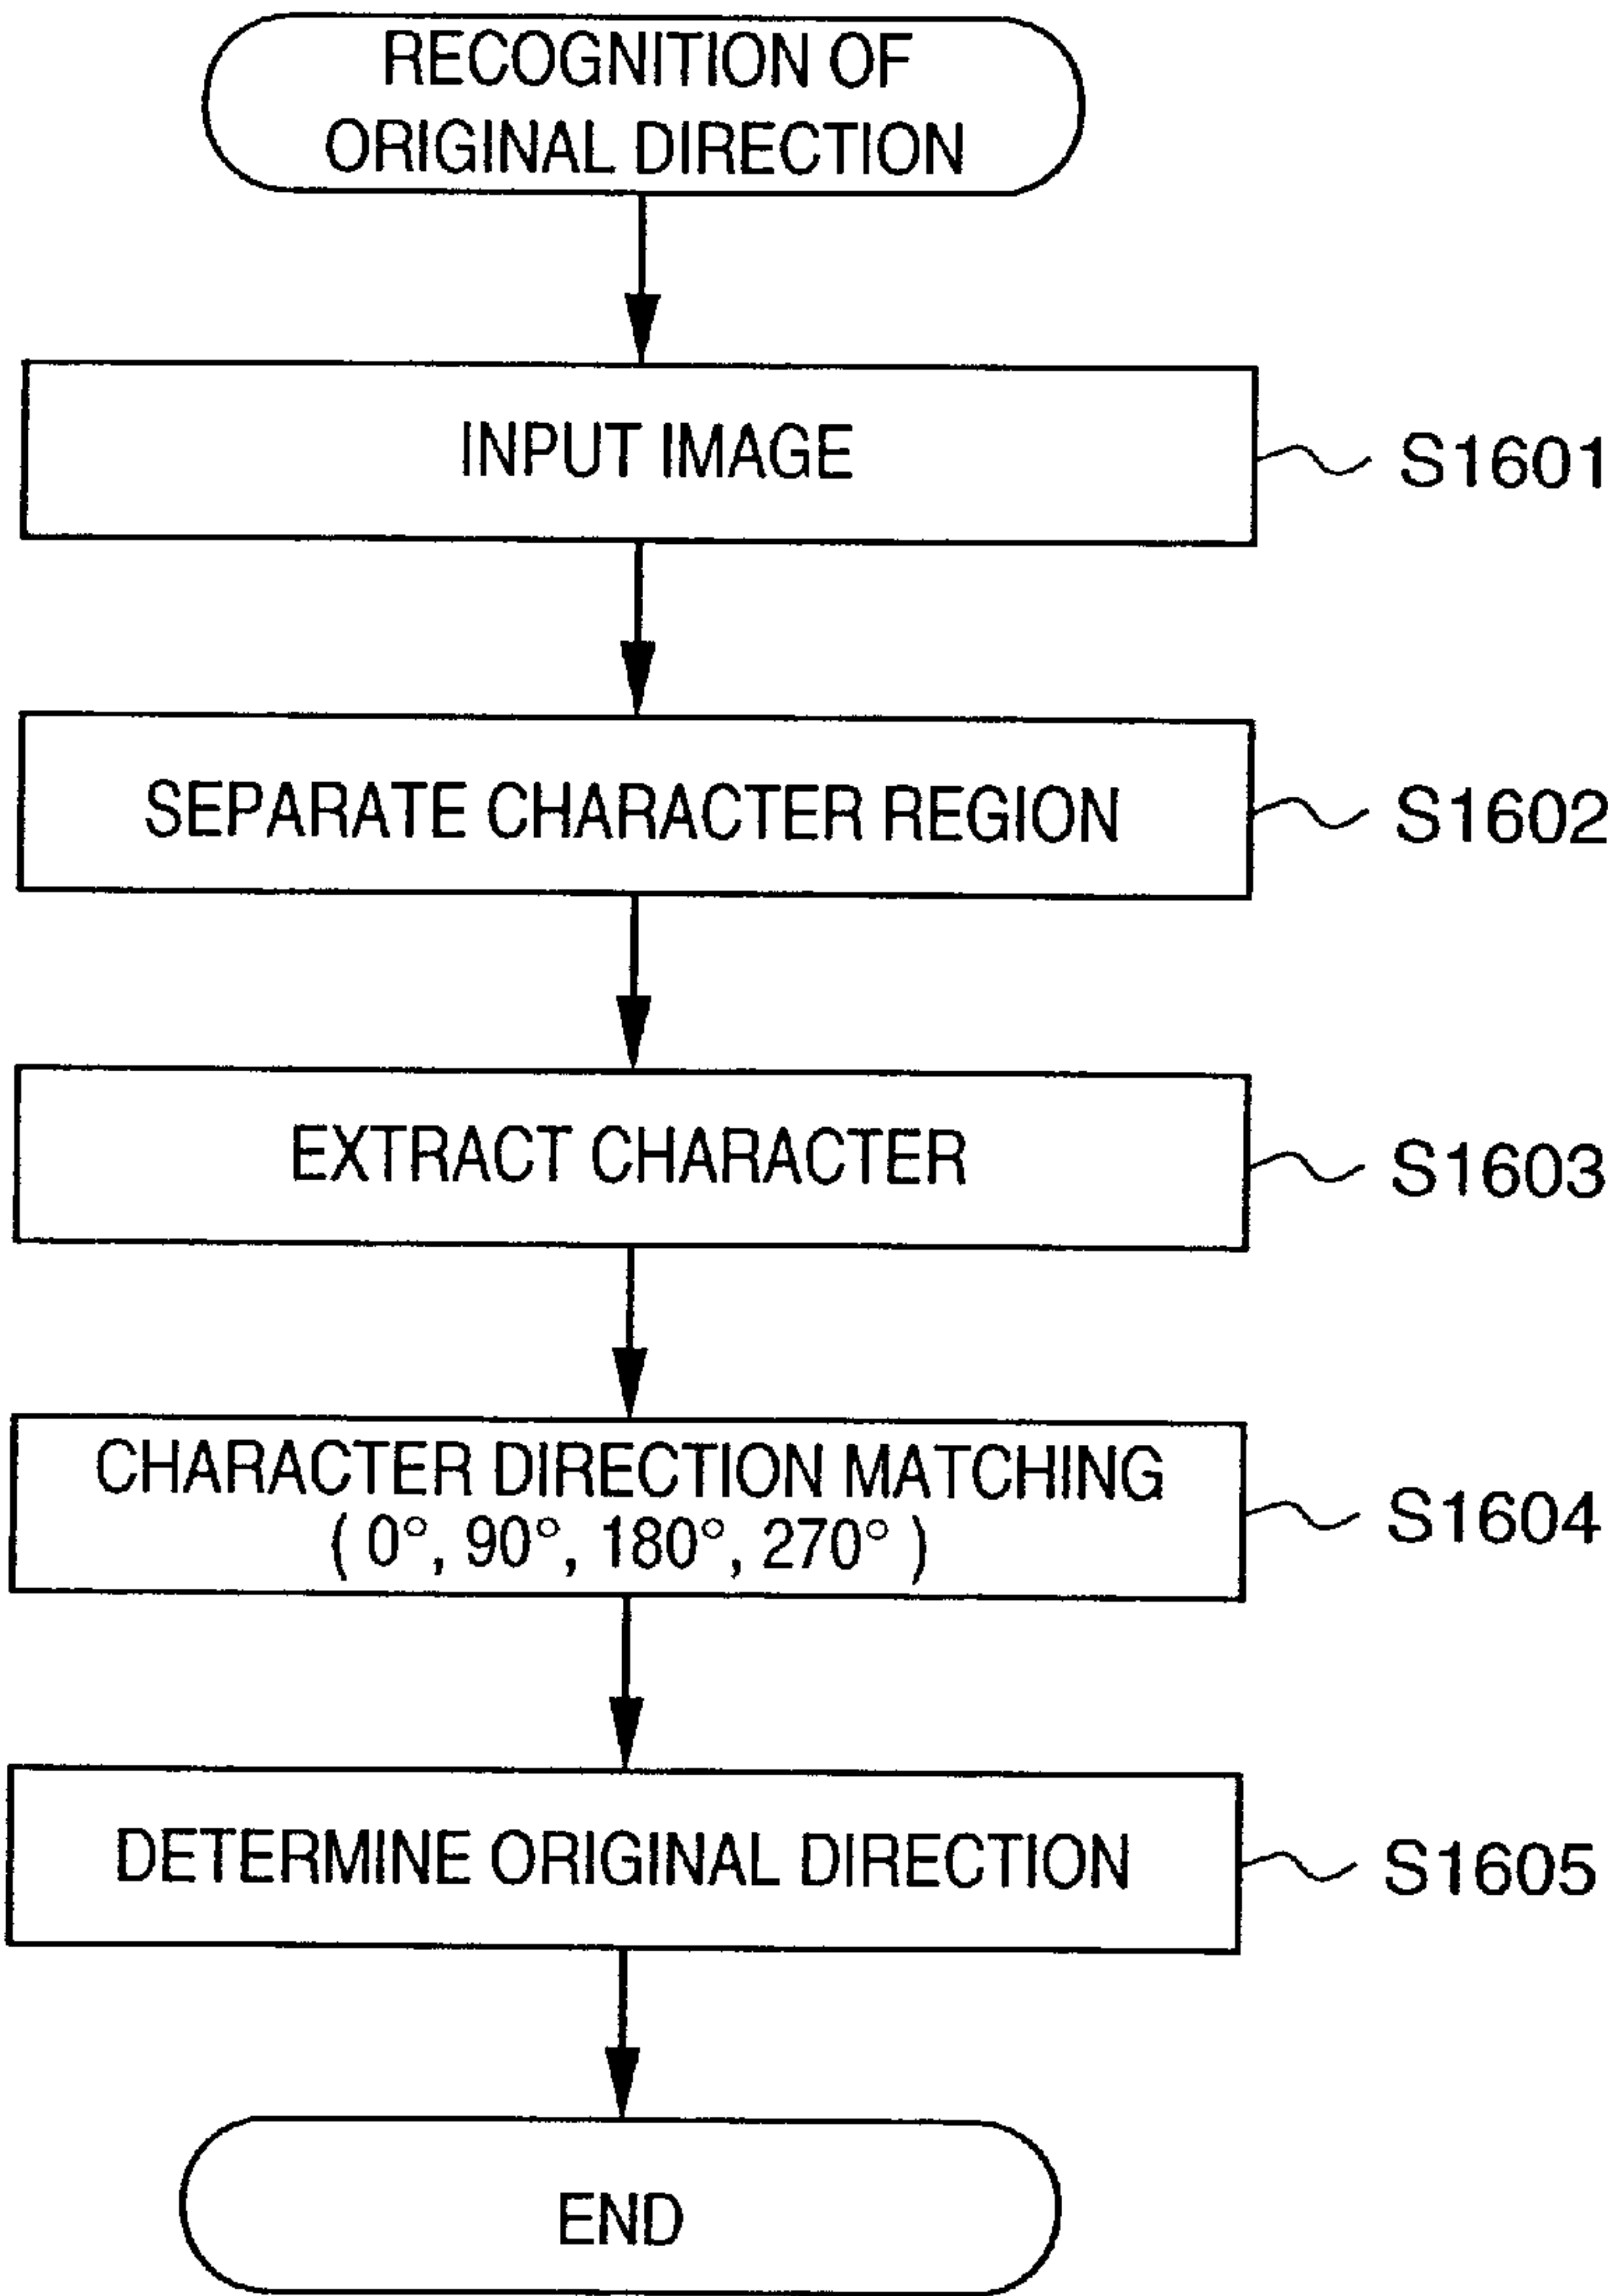 RECOGNITION OF
ORIGINAL DIRECTION
INPUT IMAGE
S1601
SEPARATE CHARACTER REGION
S1602
EXTRACT CHARACTER
S1603
CHARACTER DIRECTION MATCHING
( 0°, 90°, 180°, 270° )
S1604
DETERMINE ORIGINAL DIRECTION
S1605
END